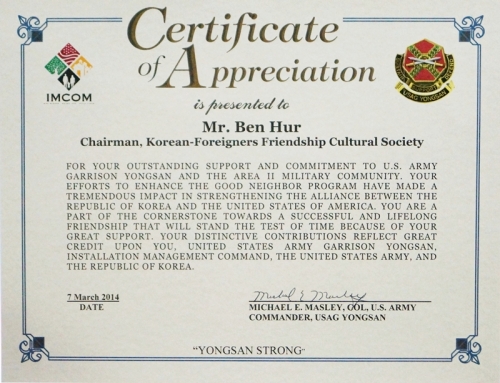 Certificate
of Appreciation
IMCOM
USAG YONGSAN
is presented to
Mr. Ben Hur
Chairman, Korean-Foreigners Friendship Cultural Society
FOR YOUR OUTSTANDING SUPPORT AND COMMITMENT TO U.S. ARMY
GARRISON YONGSAN AND THE AREA II MILITARY COMMUNITY. YOUR
EFFORTS TO ENHANCE THE GOOD NEIGHBOR PROGRAM HAVE MADE A
TREMENDOUS IMPACT IN STRENGTHENING THE ALLIANCE BETWEEN THE
REPUBLIC OF KOREA AND THE UNITED STATES OF AMERICA. YOU ARE A
PART OF THE CORNERSTONE TOWARDS A SUCCESSFUL AND LIFELONG
FRIENDSHIP THAT WILL STAND THE TEST OF TIME BECAUSE OF YOUR
GREAT SUPPORT. YOUR DISTINCTIVE CONTRIBUTIONS REFLECT GREAT
CREDIT UPON YOU, UNITED STATES ARMY GARRISON YONGSAN,
INSTALLATION MANAGEMENT COMMAND, THE UNITED STATES ARMY, AND
THE REPUBLIC OF KOREA.
7 March 2014
DATE
Michael E Masley
MICHAEL E. MASLEY, COL, U.S. ARMY
COMMANDER, USAG YONGSAN
"YONGSAN STRONG"